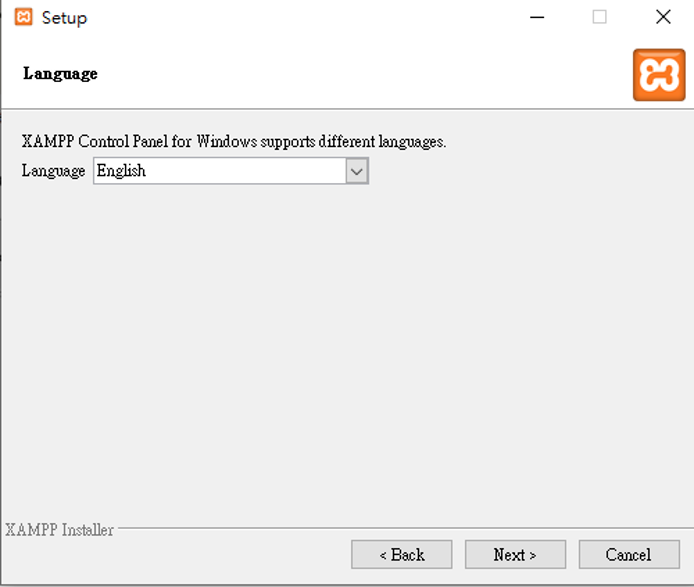 Setup
Language
XAMPP Control Panel for Windows supports different languages.
Language English
XAMPP Installer
< Back Next > Cancel